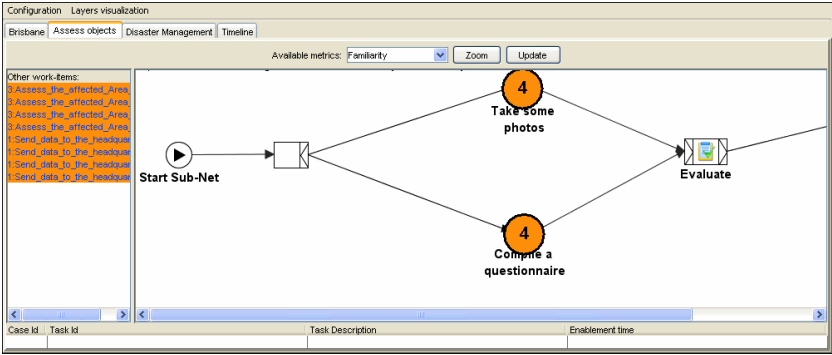 Configuration Layers visualization
Brisbane Assess objects Disaster Management Timeline
Available metrics: Familiarity Zoom Update
Other work-items:
3:Assess_the_affected_Area_
3:Assess_the_affected_Area_
3:Assess_the_affected_Area_
3:Assess_the_affected_Area_
1:Send_data_to_the_headquar
1:Send_data_to_the_headquar
1:Send_data_to_the_headquar
1:Send_data_to_the_headquar
4
Take some
photos
Start Sub-Net
Evaluate
4
Compile a
questionnaire
Case Id Task Id Task Description Enablement time